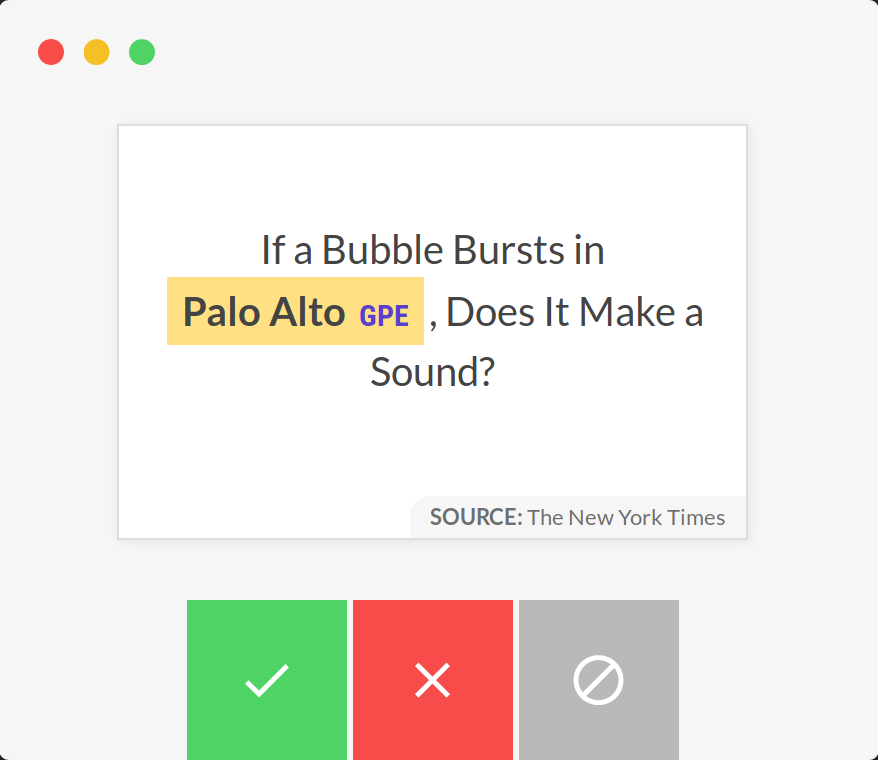 If a Bubble Bursts in
Palo Alto GPE , Does It Make a
Sound?
SOURCE: The New York Times